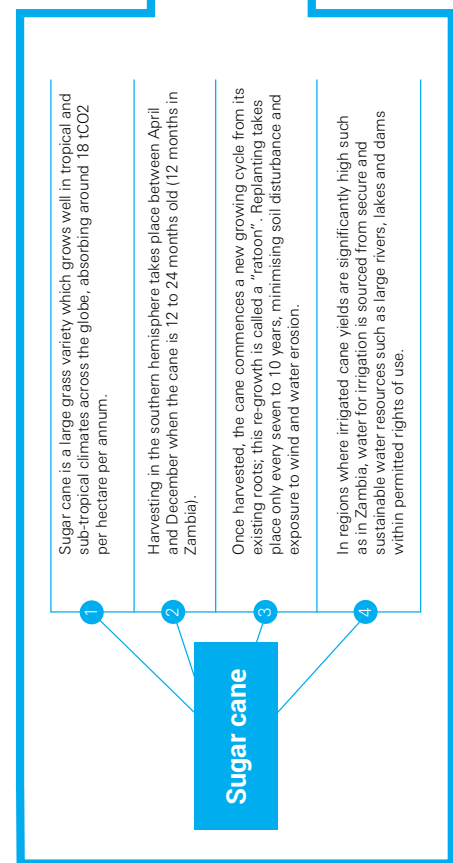 Sugar cane
1
Sugar cane is a large grass variety which grows well in tropical and
sub-tropical climates across the globe, absorbing around 18 tCO2
per hectare per annum.
2
Harvesting in the southern hemisphere takes place between April
and December when the cane is 12 to 24 months old (12 months in
Zambia).
3
Once harvested, the cane commences a new growing cycle from its
existing roots; this re-growth is called a “ratoon”. Replanting takes
place only every seven to 10 years, minimising soil disturbance and
exposure to wind and water erosion.
4
In regions where irrigated cane yields are significantly high such
as in Zambia, water for irrigation is sourced from secure and
sustainable water resources such as large rivers, lakes and dams
within permitted rights of use.